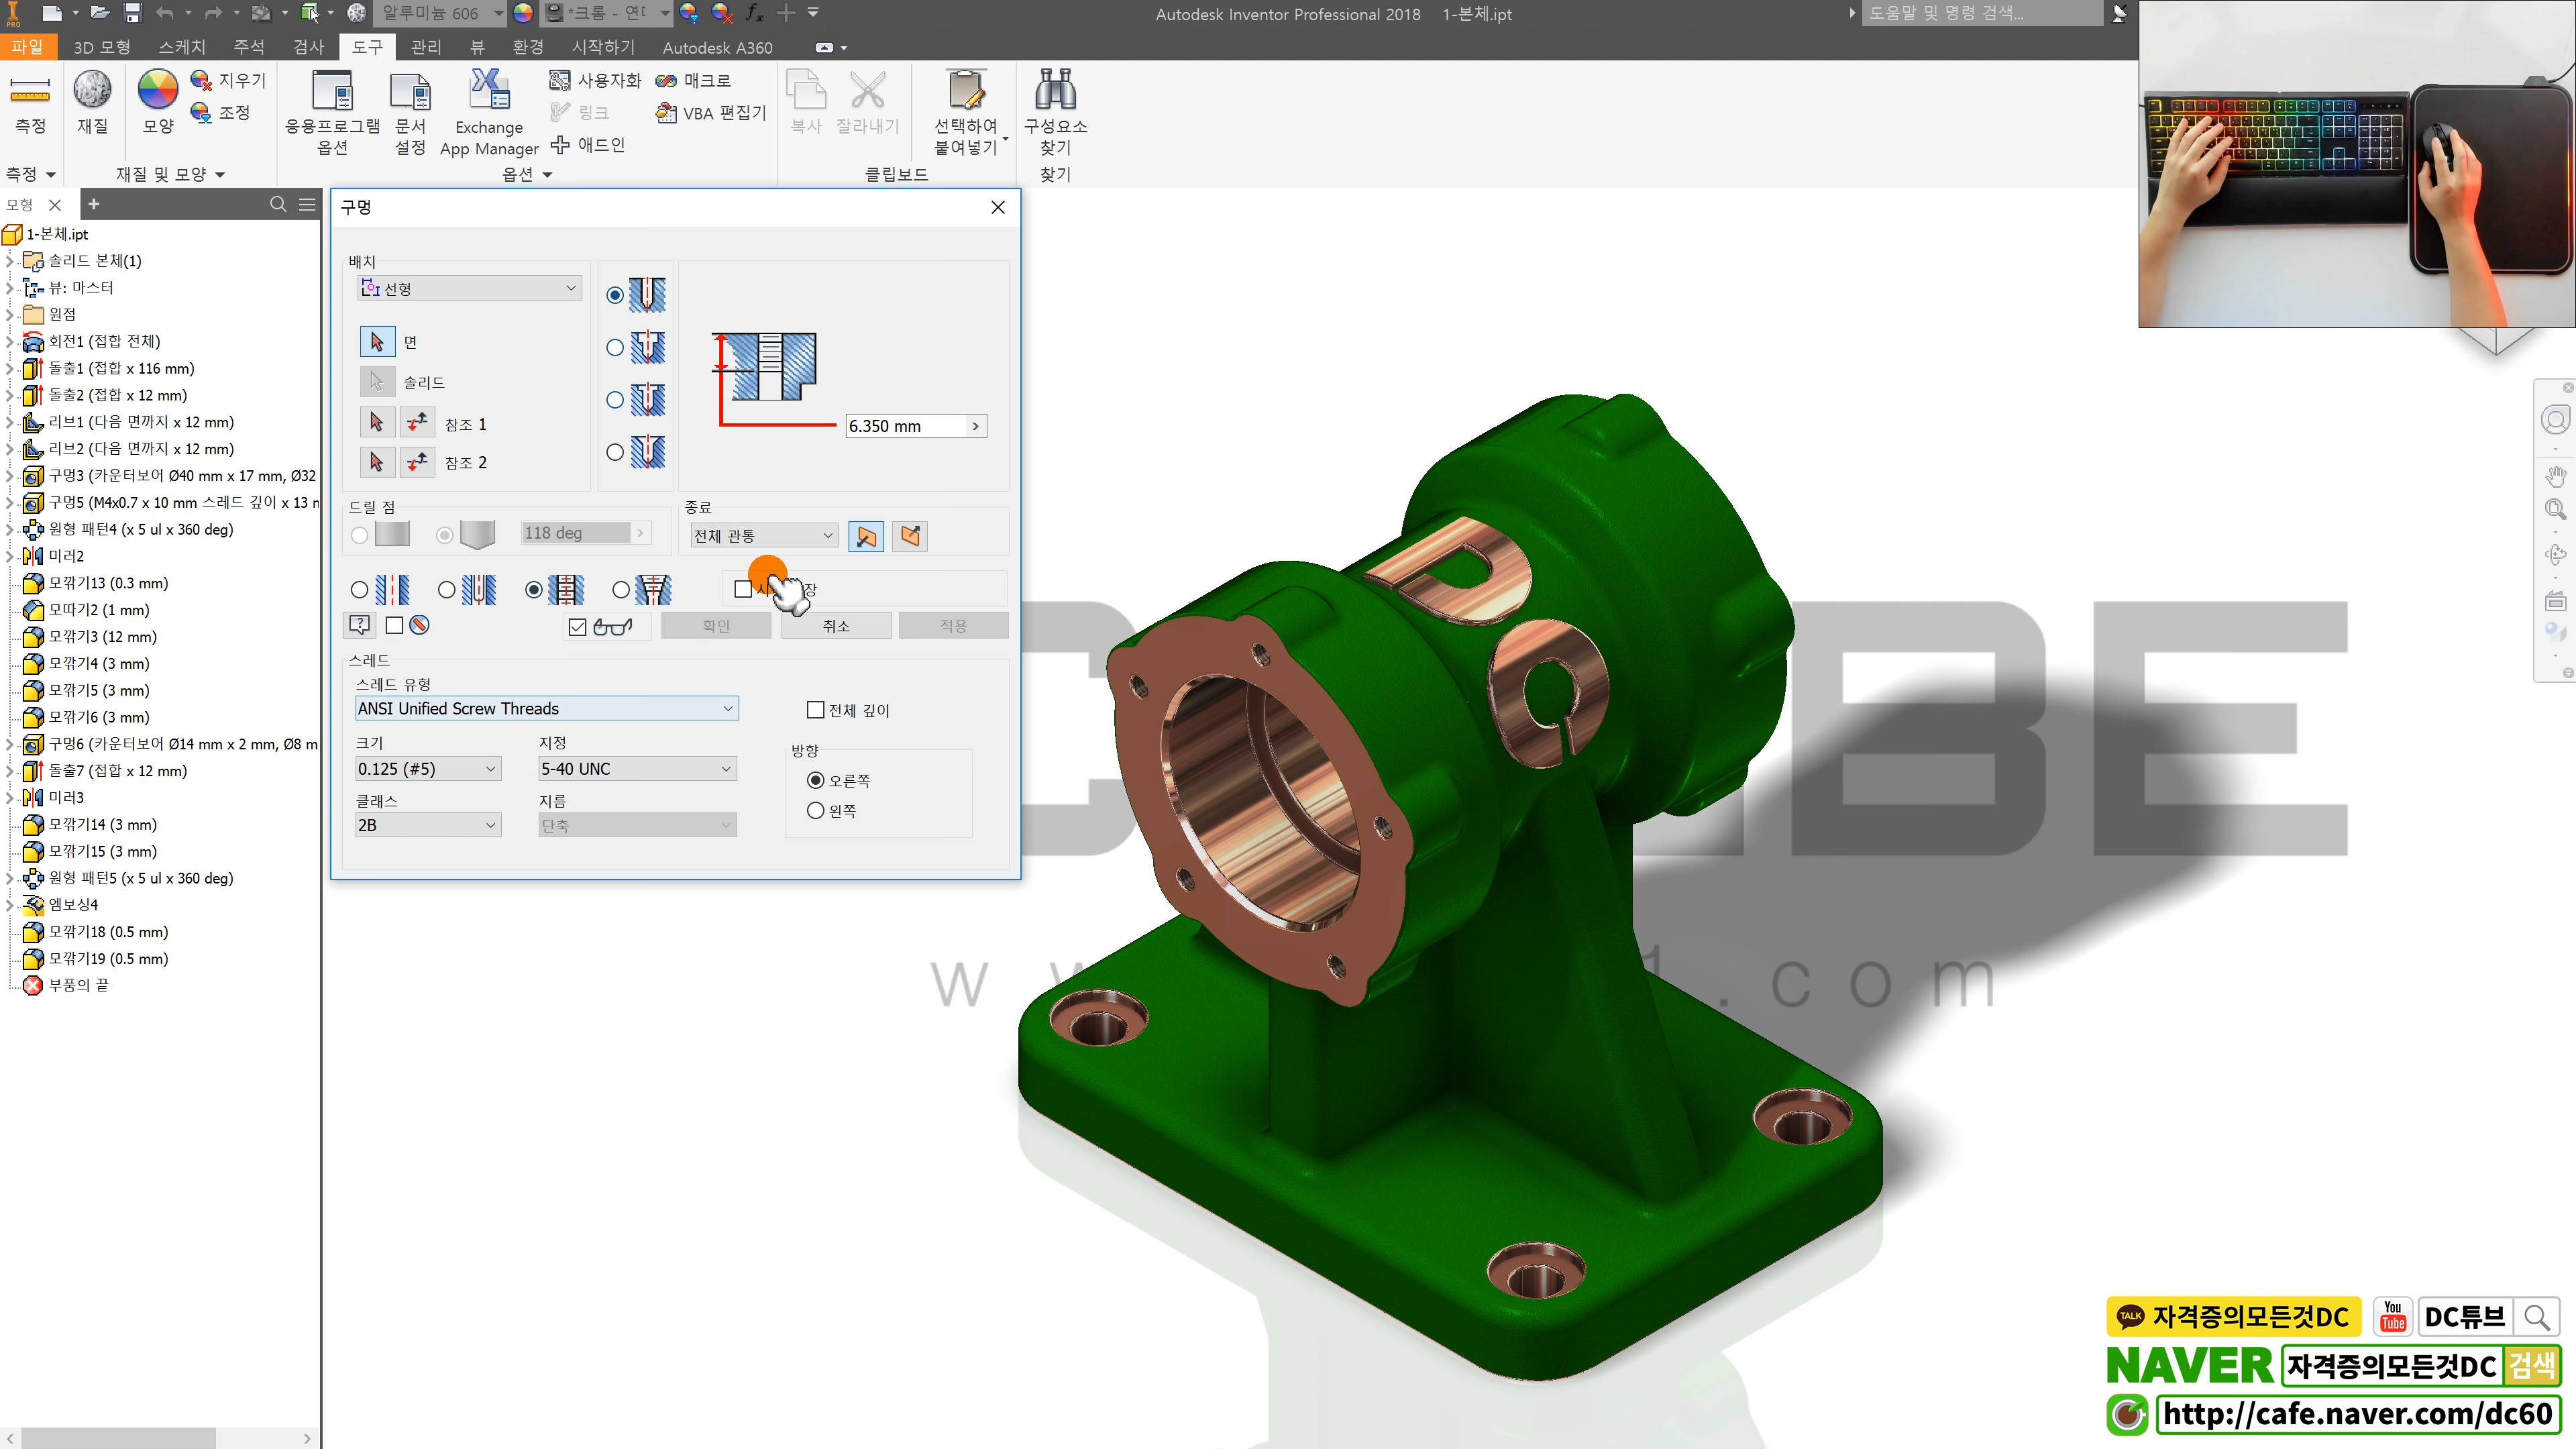 PRO
알루미늄 606
*크롬 - 연
fx
Autodesk Inventor Professional 2018 1-본체.ipt
도움말 및 명령 검색...
파일 3D 모형 스케치 주석 검사 도구 관리 뷰 환경 시작하기 Autodesk A360
측정
재질
모양
지우기
조정
응용프로그램
옵션
문서
설정
Exchange
App Manager
사용자화
링크
애드인
매크로
VBA 편집기
복사
잘라내기
선택하여
붙여넣기
구성요소
찾기
측정 재질 및 모양 옵션 클립보드 찾기
모형
1-본체.ipt
솔리드 본체(1)
뷰: 마스터
원점
회전1 (접합 전체)
돌출1 (접합 x 116 mm)
돌출2 (접합 x 12 mm)
리브1 (다음 면까지 x 12 mm)
리브2 (다음 면까지 x 12 mm)
구멍3 (카운터보어 Ø40 mm x 17 mm, Ø32
구멍5 (M4x0.7 x 10 mm 스레드 깊이 x 13
원형 패턴4 (x 5 ul x 360 deg)
미러2
모깎기13 (0.3 mm)
모따기2 (1 mm)
모깎기3 (12 mm)
모깎기4 (3 mm)
모깎기5 (3 mm)
모깎기6 (3 mm)
구멍6 (카운터보어 Ø14 mm x 2 mm, Ø8 m
돌출7 (접합 x 12 mm)
미러3
모깎기14 (3 mm)
모깎기15 (3 mm)
원형 패턴5 (x 5 ul x 360 deg)
엠보싱4
모깎기18 (0.5 mm)
모깎기19 (0.5 mm)
부품의 끝
구멍
배치
선형
면
솔리드
참조 1
참조 2
6.350 mm
드릴 점
118 deg
종료
전체 관통
장
확인
취소
적용
스레드
스레드 유형
ANSI Unified Screw Threads
전체 깊이
크기
0.125 (#5)
지정
5-40 UNC
클래스
2B
지름
단축
방향
오른쪽
왼쪽
DC
BE
w
1.com
TALK 자격증의모든것DC
You Tube DC튜브
NAVER 자격증의모든것DC 검색
http://cafe.naver.com/dc60